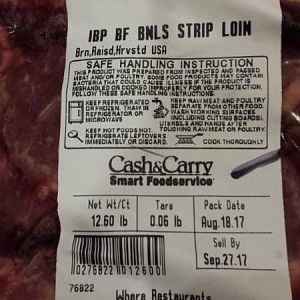 IBP BF BNLS STRIP LOIN
Brn,Raisd,Hrvstd USA
SAFE HANDLING INSTRUCTION
THIS PRODUCT WAS PREPARED FROM INSPECTED AND PASSED
MEAT AND/OR POULTRY. SOME FOOD PRODUCTS MAY CONTAIN
BACTERIA THAT COULD CAUSE ILLNESS IF THE PRODUCT IS
MISHANDLED OR COOKED IMPROPERLY FOR YOUR PROTECTION.
FOLLOW THESE SAFE HANDLING INSTRUCTIONS.
KEEP REFRIGERATED
OR FROZEN. THAW IN
REFRIGERATOR OR
MICROWAVE
KEEP RAW MEAT AND POULTRY
SEPARATE FROM OTHER FOODS.
WASH WORKING SURFACES
(INCLUDING CUTTING BOARDS),
UTENSILS AND HANDS AFTER
TOUCHING RAW MEAT OR POULTRY.
KEEP HOT FOODS HOT.
REFRIGERATE LEFTOVERS
IMMEDIATELY OR DISCARD.
COOK THOROUGHLY
Cash&Carry
Smart Foodservice
Net Wt/Ct
Tare
Pack Date
12.60 lb
0.06 lb
Aug.18.17
Sell By
Sep.27.17
0276822012600
76822
Where Restaurants